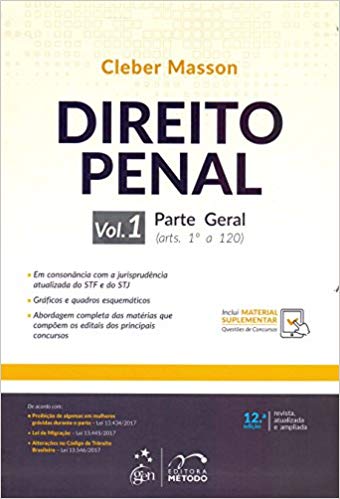 Cleber Masson
DIREITO
PENAL
Vol. 1 Parte Geral
(arts. 1º a 120)
• Em consonância com a jurisprudência
atualizada do STF e do STJ
• Gráficos e quadros esquemáticos
• Abordagem completa das matérias que
compõem os editais dos principais
concursos
Inclui MATERIAL
SUPLEMENTAR
Questões de Concursos
De acordo com:
• Proibição de algemas em mulheres
grávidas durante o parto – Lei 13.434/2017
• Lei de Migração – Lei 13.445/2017
• Alterações no Código de Trânsito
Brasileiro – Lei 13.546/2017
12.ª
edição
revista,
atualizada
e ampliada
gen
EDITORA
MÉTODO